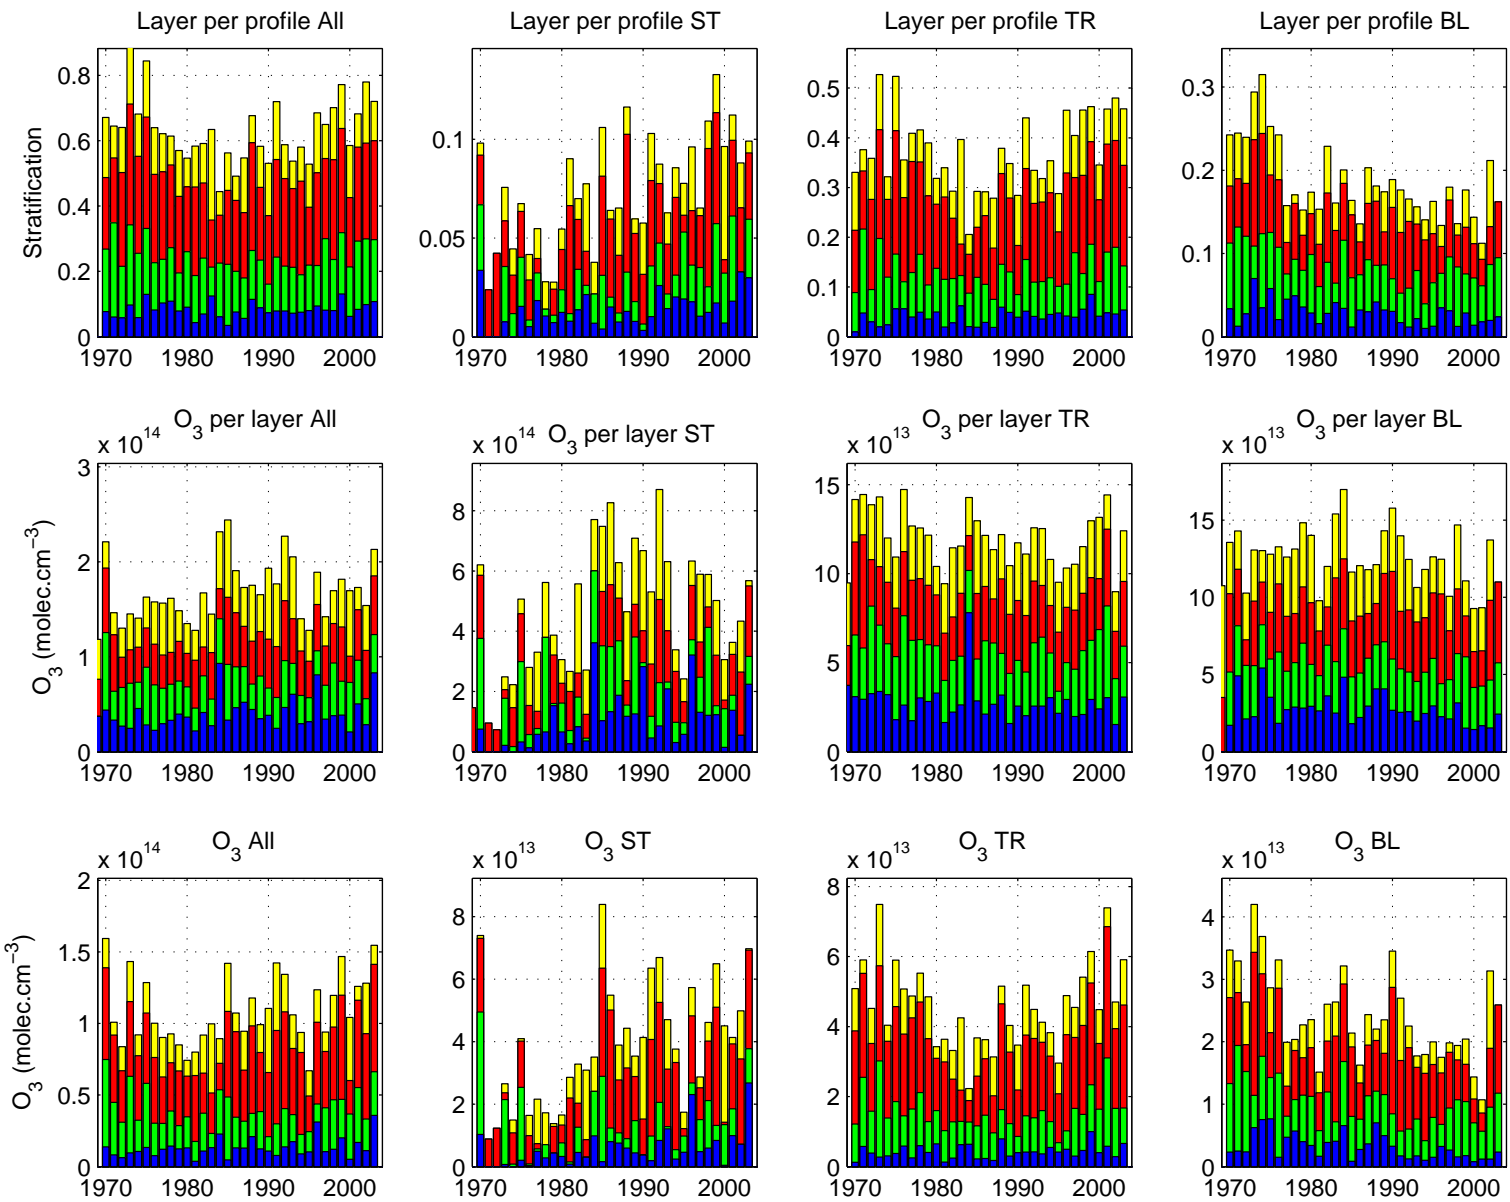 Layer per profile All
Layer per profile ST
Layer per profile TR
Layer per profile BL
Stratification
0.8
0.6
0.4
0.2
0
1970 1980 1990 2000
0.1
0.05
0
1970 1980 1990 2000
0.5
0.4
0.3
0.2
0.1
0
1970 1980 1990 2000
0.3
0.2
0.1
0
1970 1980 1990 2000
O3 per layer All
x 10^14
O3 (molec.cm−3)
3
2
1
0
1970 1980 1990 2000
x 10^14 O3 per layer ST
8
6
4
2
0
1970 1980 1990 2000
O3 per layer TR
x 10^13
15
10
5
0
1970 1980 1990 2000
O3 per layer BL
x 10^13
15
10
5
0
1970 1980 1990 2000
O3 All
x 10^14
O3 (molec.cm−3)
2
1.5
1
0.5
0
1970 1980 1990 2000
O3 ST
x 10^13
8
6
4
2
0
1970 1980 1990 2000
O3 TR
x 10^13
8
6
4
2
0
1970 1980 1990 2000
O3 BL
x 10^13
4
3
2
1
0
1970 1980 1990 2000